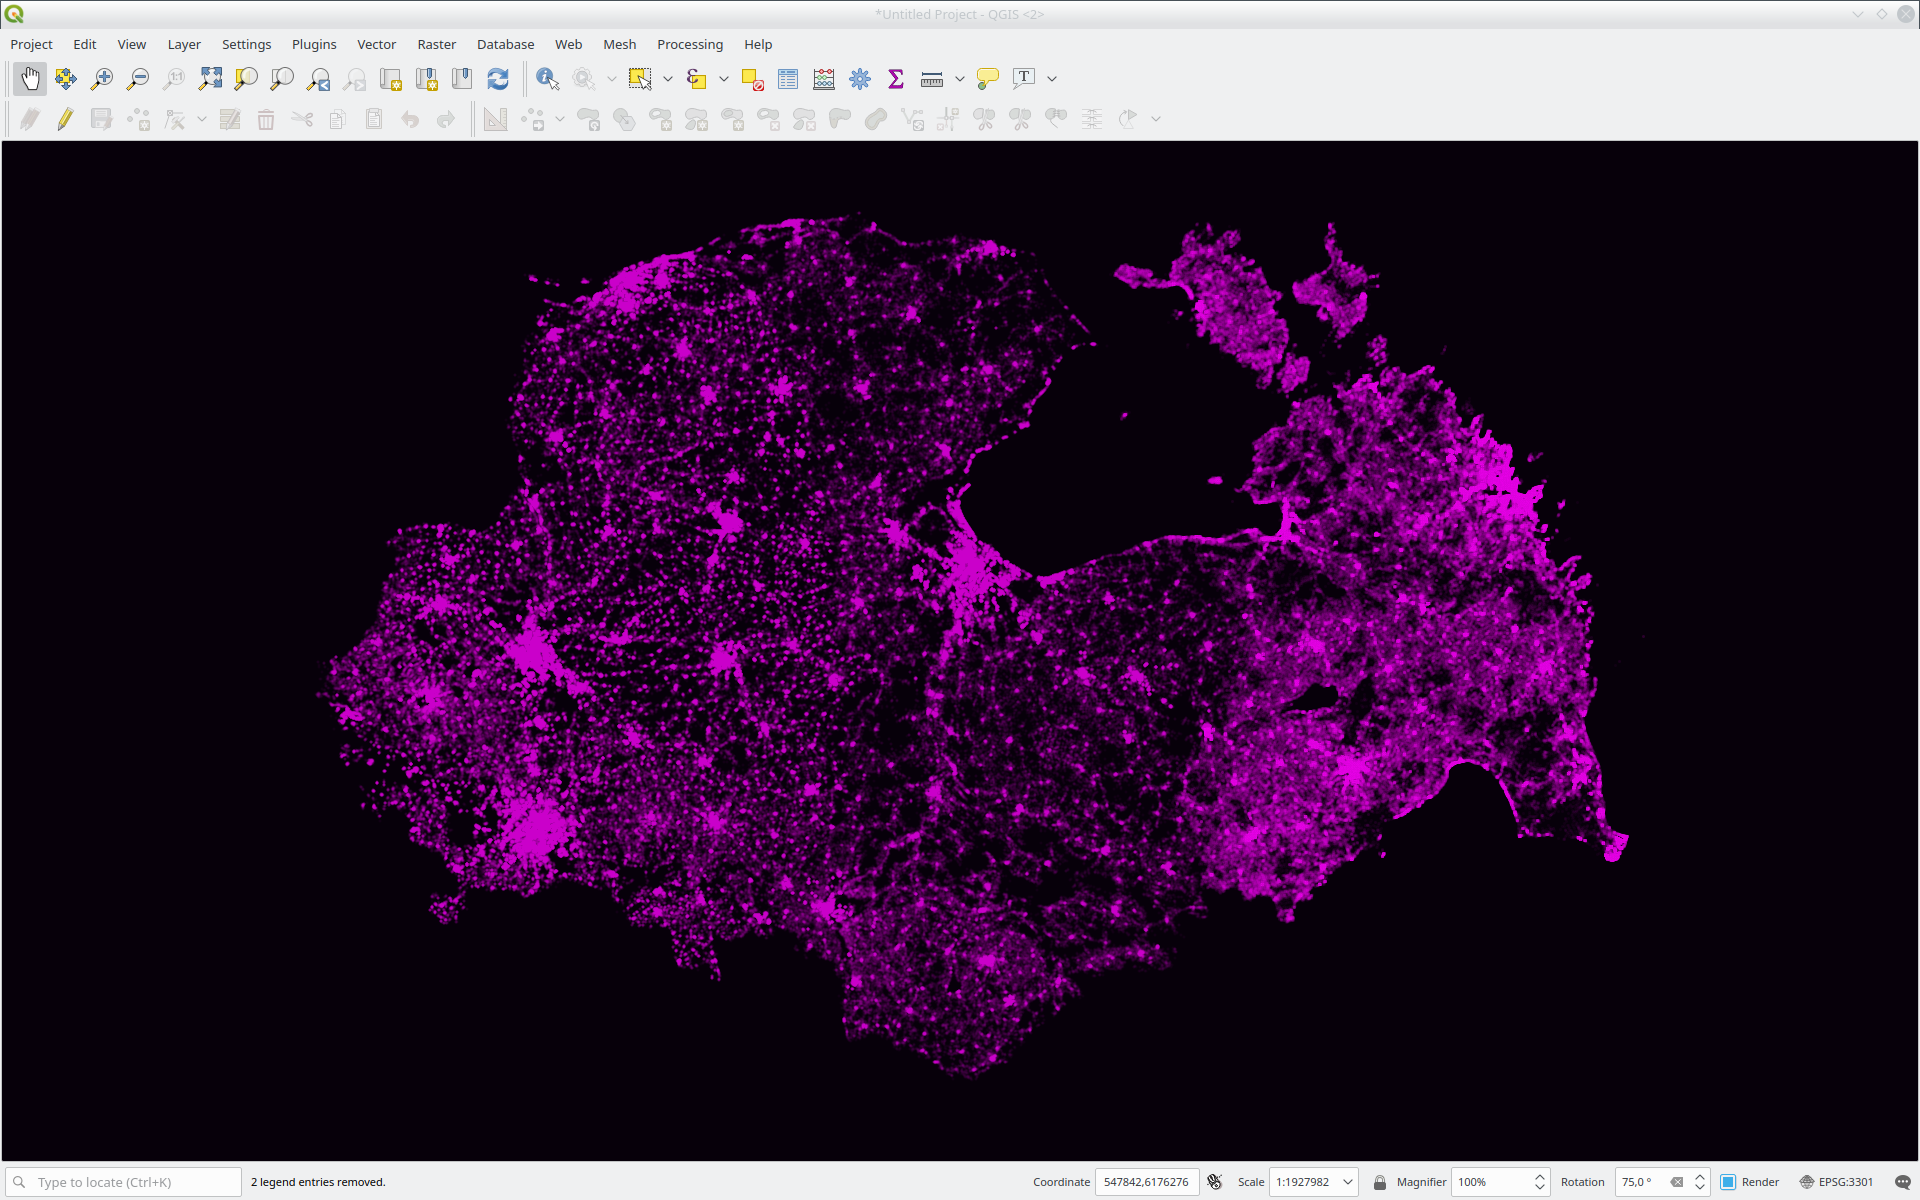 *Untitled Project - QGIS <2>
Project Edit View Layer Settings Plugins Vector Raster Database Web Mesh Processing Help
Type to locate (Ctrl+K) 2 legend entries removed. Coordinate 547842,6176276 Scale 1:1927982 Magnifier 100% Rotation 75,0 ° Render EPSG:3301